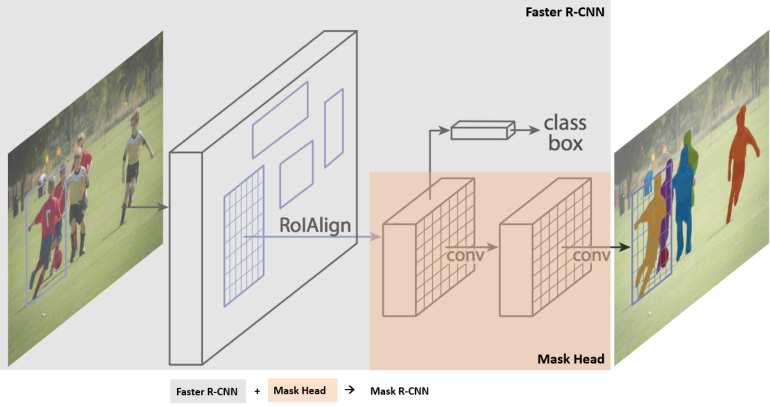 Faster R-CNN
class
box
RoIAlign
conv
conv
Mask Head
Faster R-CNN + Mask Head → Mask R-CNN